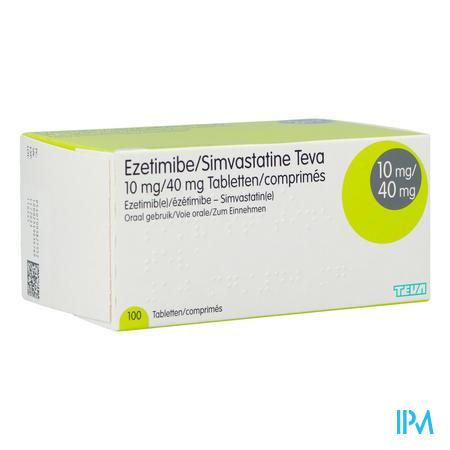 Ezetimibe/Simvastatine Teva
10 mg/40 mg Tabletten/comprimés
Ezetimib(e)/ézétimibe – Simvastatin(e)
Oraal gebruik/Voie orale/Zum Einnehmen
10 mg/
40 mg
100 Tabletten/comprimés
TEVA
IPM